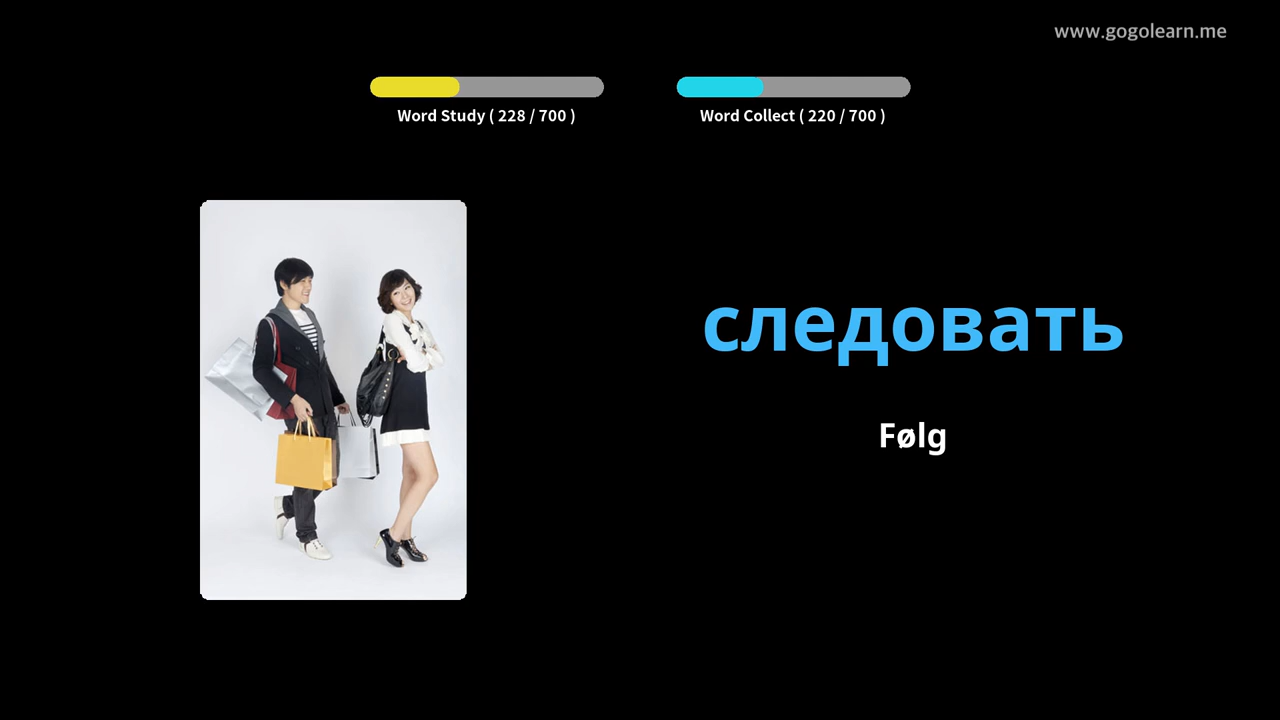 www.gogolearn.me
Word Study ( 228 / 700 )
Word Collect ( 220 / 700 )
следовать
Følg